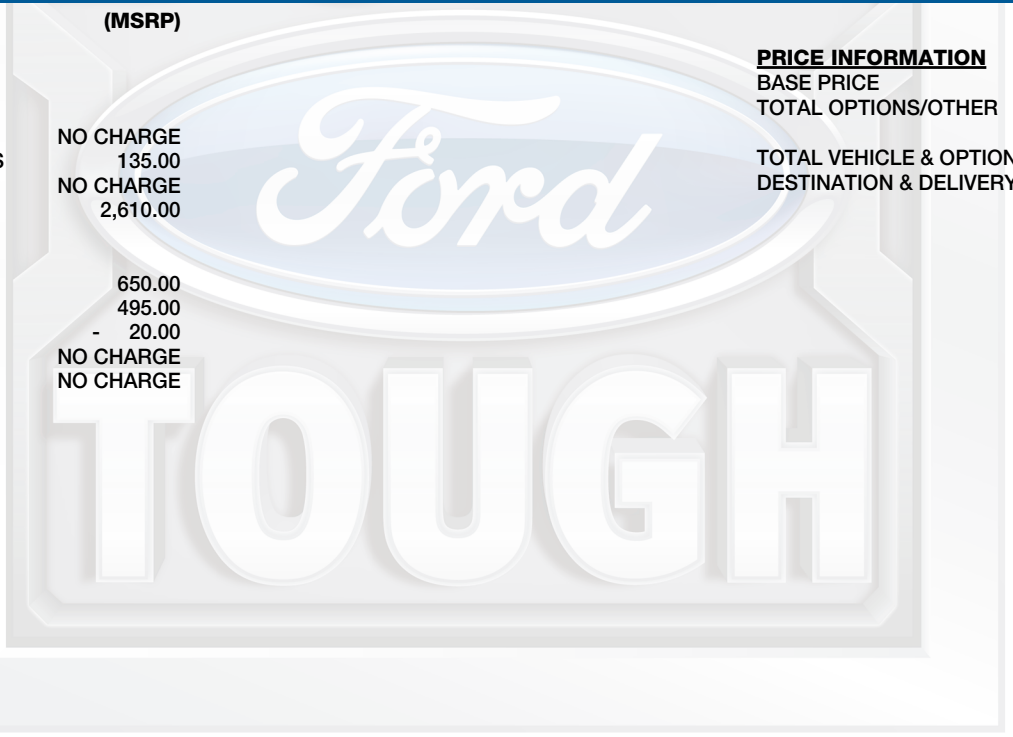 (MSRP)
NO CHARGE
S 135.00
NO CHARGE
2,610.00
650.00
495.00
- 20.00
NO CHARGE
NO CHARGE
PRICE INFORMATION
BASE PRICE
TOTAL OPTIONS/OTHER
TOTAL VEHICLE & OPTION
DESTINATION & DELIVERY
Ford
TOUGH